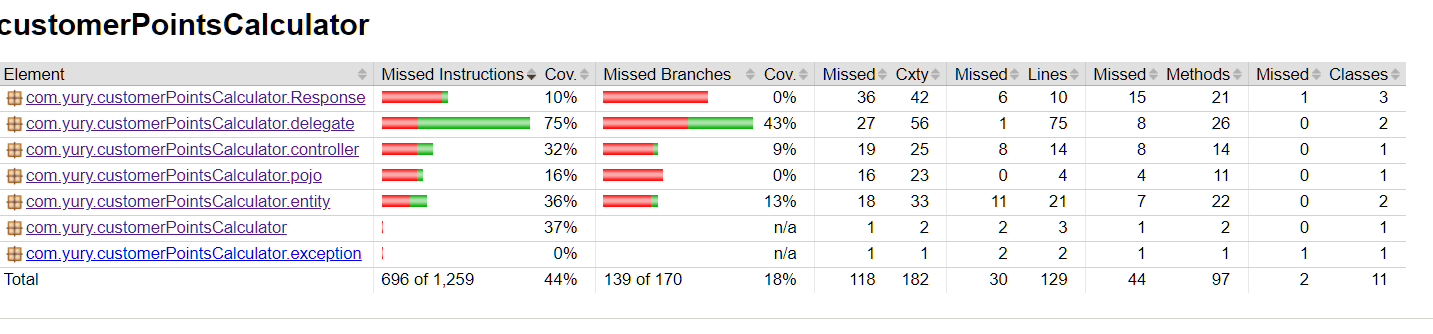 customerPointsCalculator
Element Missed Instructions Cov. Missed Branches Cov. Missed Cxty Missed Lines Missed Methods Missed Classes
com.yury.customerPointsCalculator.Response 10% 0% 36 42 6 10 15 21 1 3
com.yury.customerPointsCalculator.delegate 75% 43% 27 56 1 75 8 26 0 2
com.yury.customerPointsCalculator.controller 32% 9% 19 25 8 14 8 14 0 1
com.yury.customerPointsCalculator.pojo 16% 0% 16 23 0 4 4 11 0 1
com.yury.customerPointsCalculator.entity 36% 13% 18 33 11 21 7 22 0 2
com.yury.customerPointsCalculator 37% n/a 1 2 2 3 1 2 0 1
com.yury.customerPointsCalculator.exception 0% n/a 1 1 2 2 1 1 1 1
Total 696 of 1,259 44% 139 of 170 18% 118 182 30 129 44 97 2 11